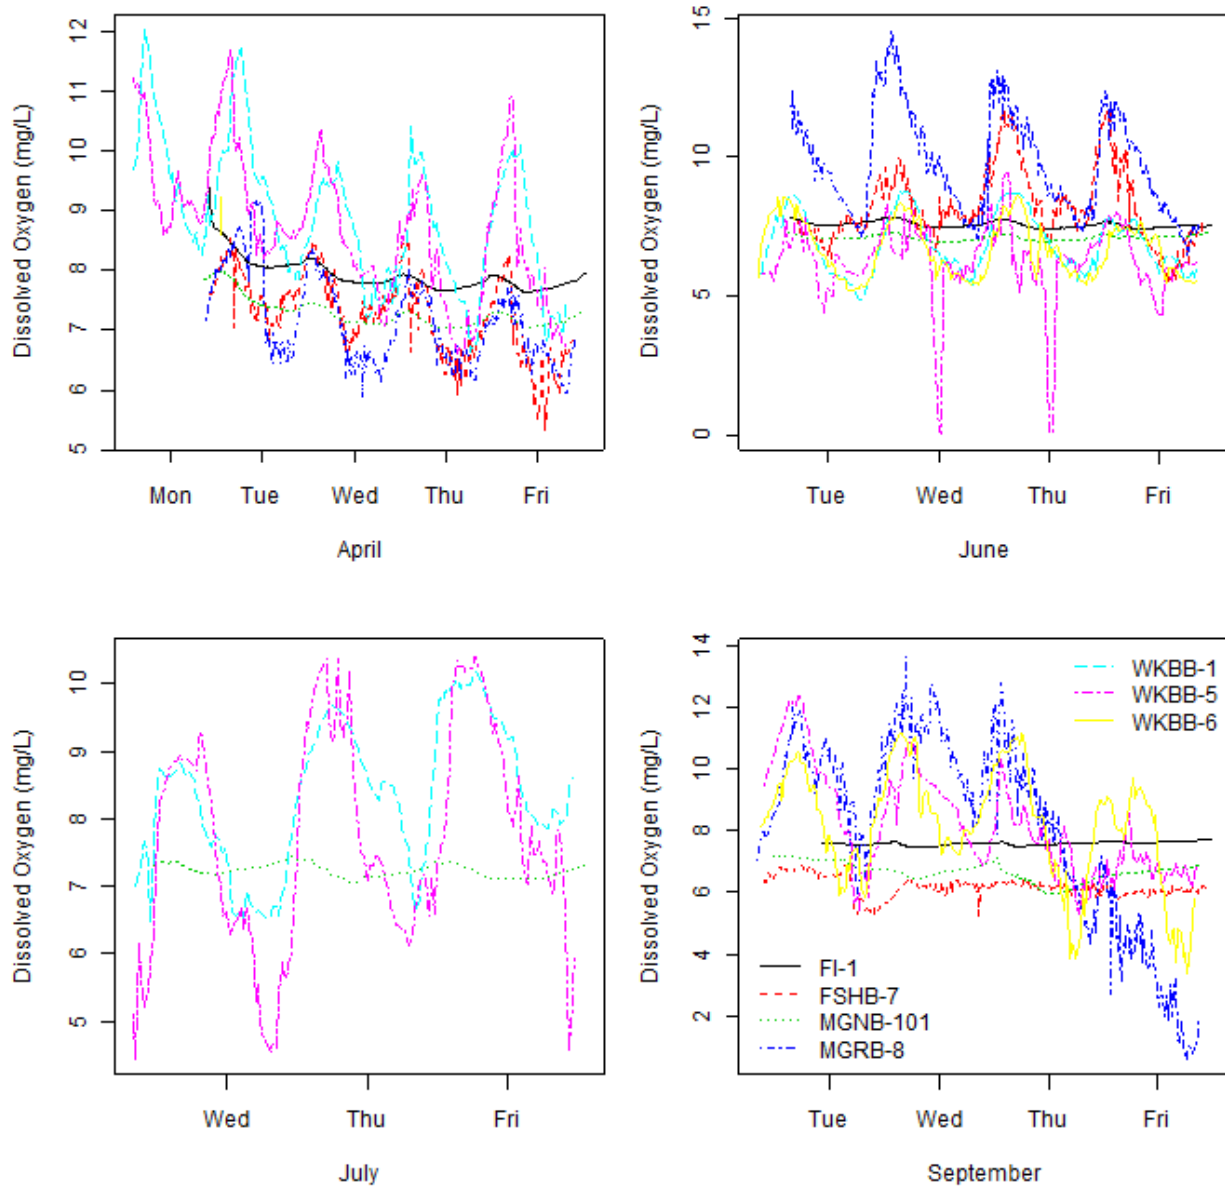 Dissolved Oxygen (mg/L)
5 6 7 8 9 10 11 12
Mon Tue Wed Thu Fri
April
Dissolved Oxygen (mg/L)
0 5 10 15
Tue Wed Thu Fri
June
Dissolved Oxygen (mg/L)
5 6 7 8 9 10
Wed Thu Fri
July
Dissolved Oxygen (mg/L)
2 4 6 8 10 12 14
WKBB-1
WKBB-5
WKBB-6
FI-1
FSHB-7
MGNB-101
MGRB-8
Tue Wed Thu Fri
September